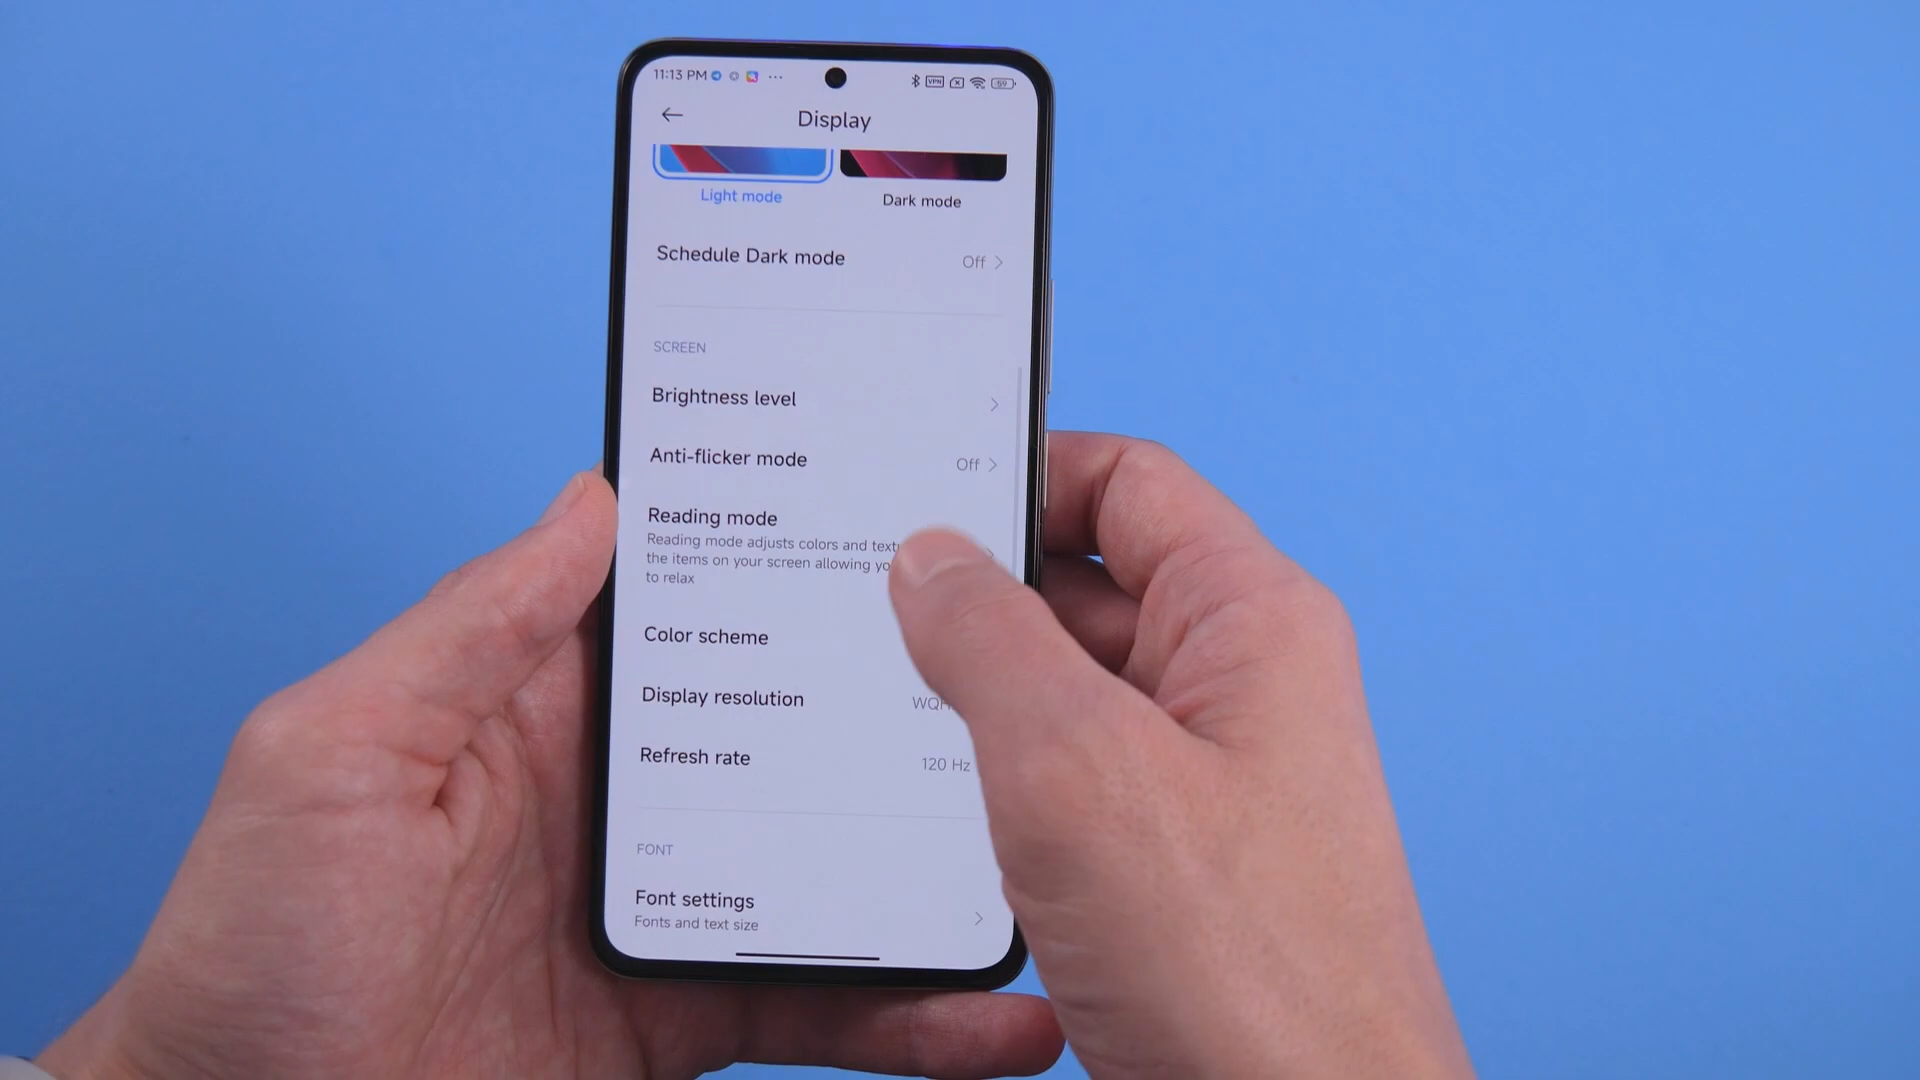 11:13 PM
VPN
59
Display
Light mode
Dark mode
Schedule Dark mode
Off
SCREEN
Brightness level
Anti-flicker mode
Off
Reading mode
Reading mode adjusts colors and
the items on your screen allowing
to relax
Color scheme
Display resolution
Refresh rate
120 Hz
FONT
Font settings
Fonts and text size